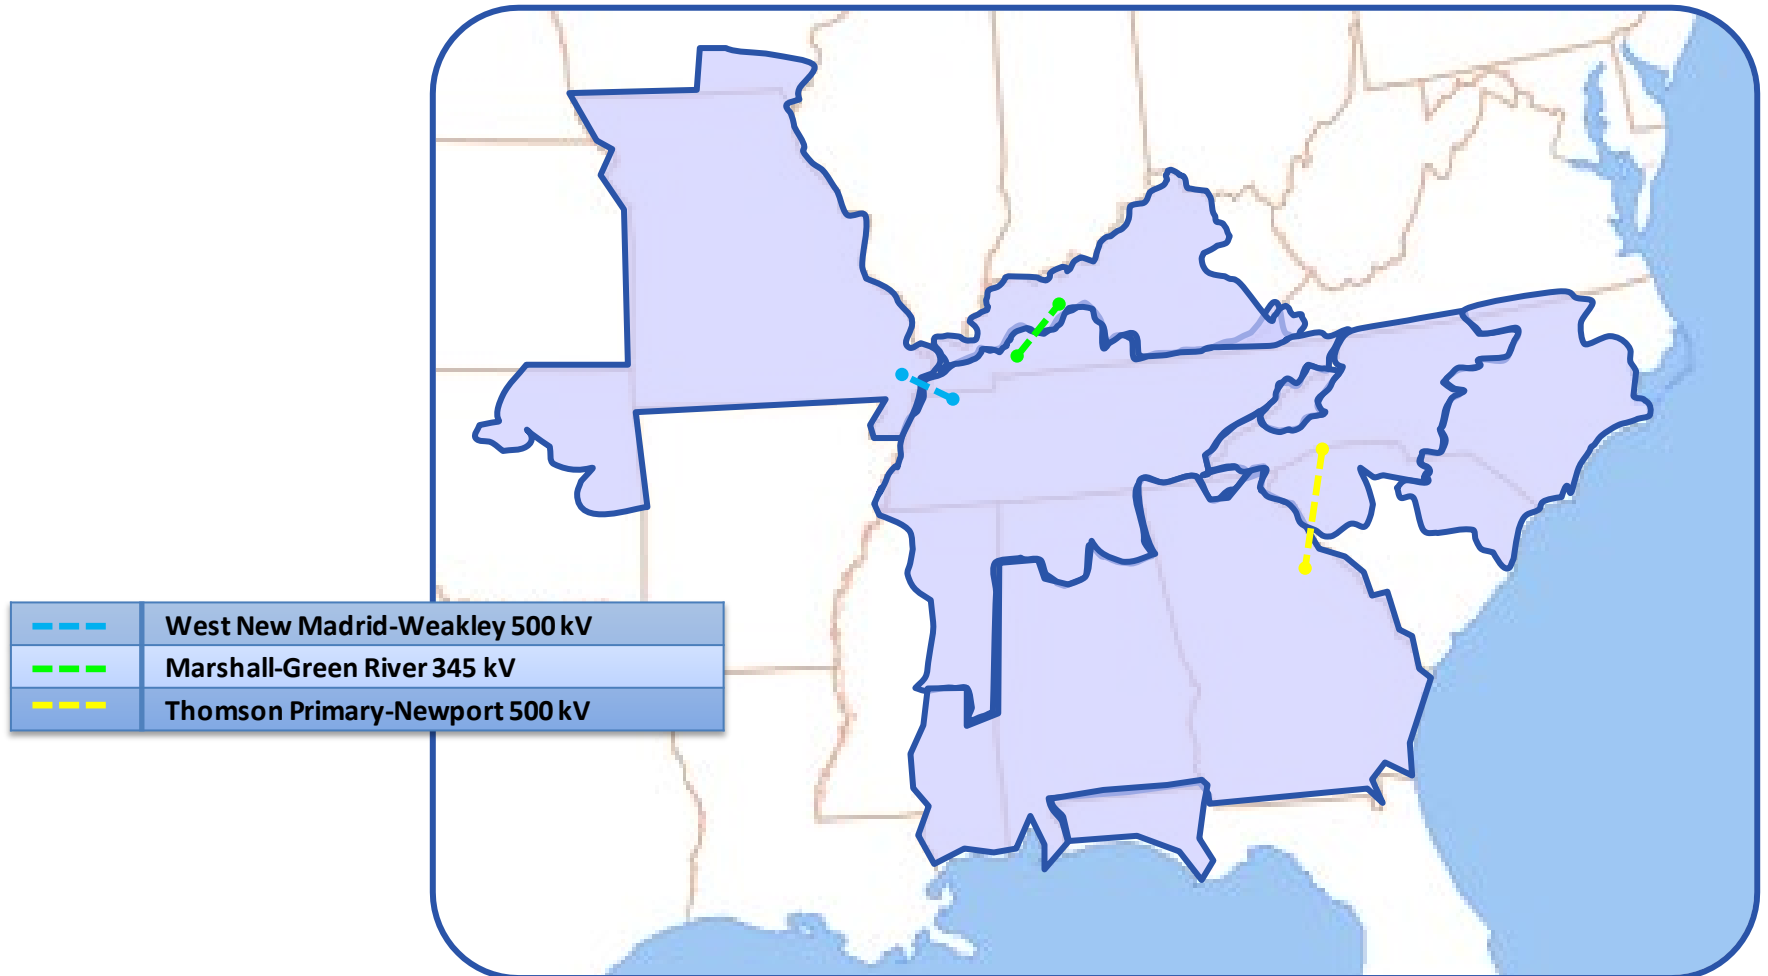 West New Madrid-Weakley 500 kV
Marshall-Green River 345 kV
Thomson Primary-Newport 500 kV